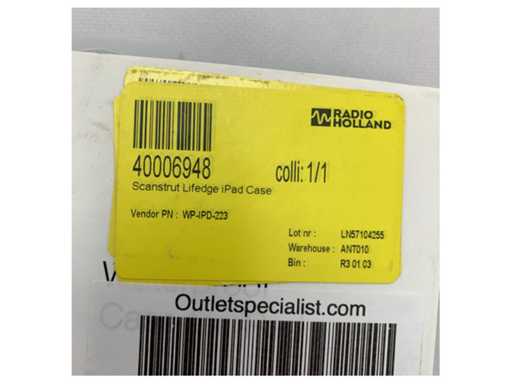 RADIO
HOLLAND
40006948 colli: 1/1
Scanstrut Lifedge iPad Case
Vendor PN : WP-IPD-223
Lot nr : LN57104255
Warehouse : ANT010
Bin : R3 01 03
Outletspecialist.com
Ca